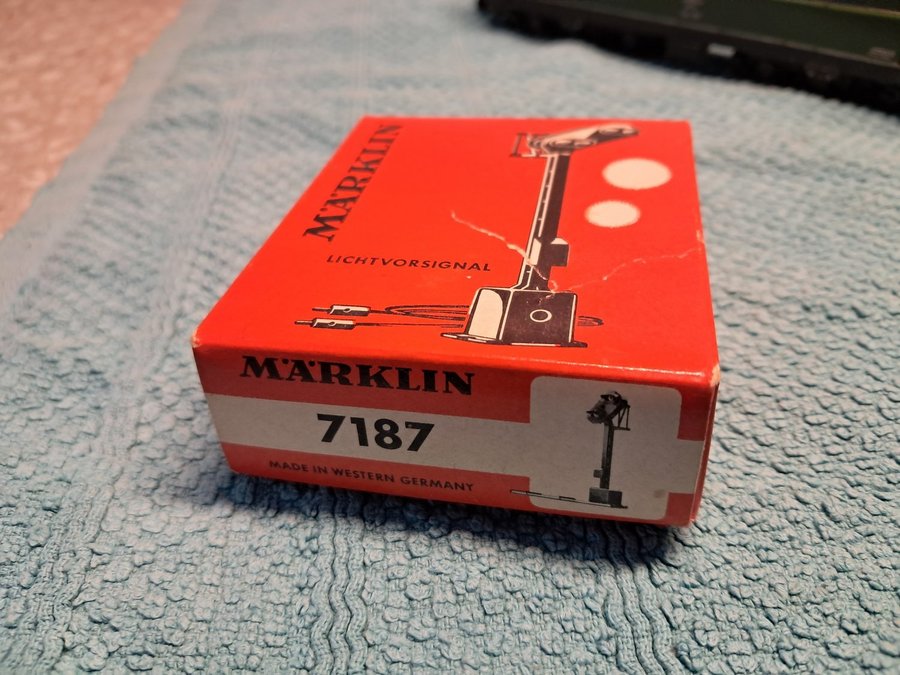 MÄRKLIN
LICHTVORSIGNAL
MÄRKLIN
7187
MADE IN WESTERN GERMANY